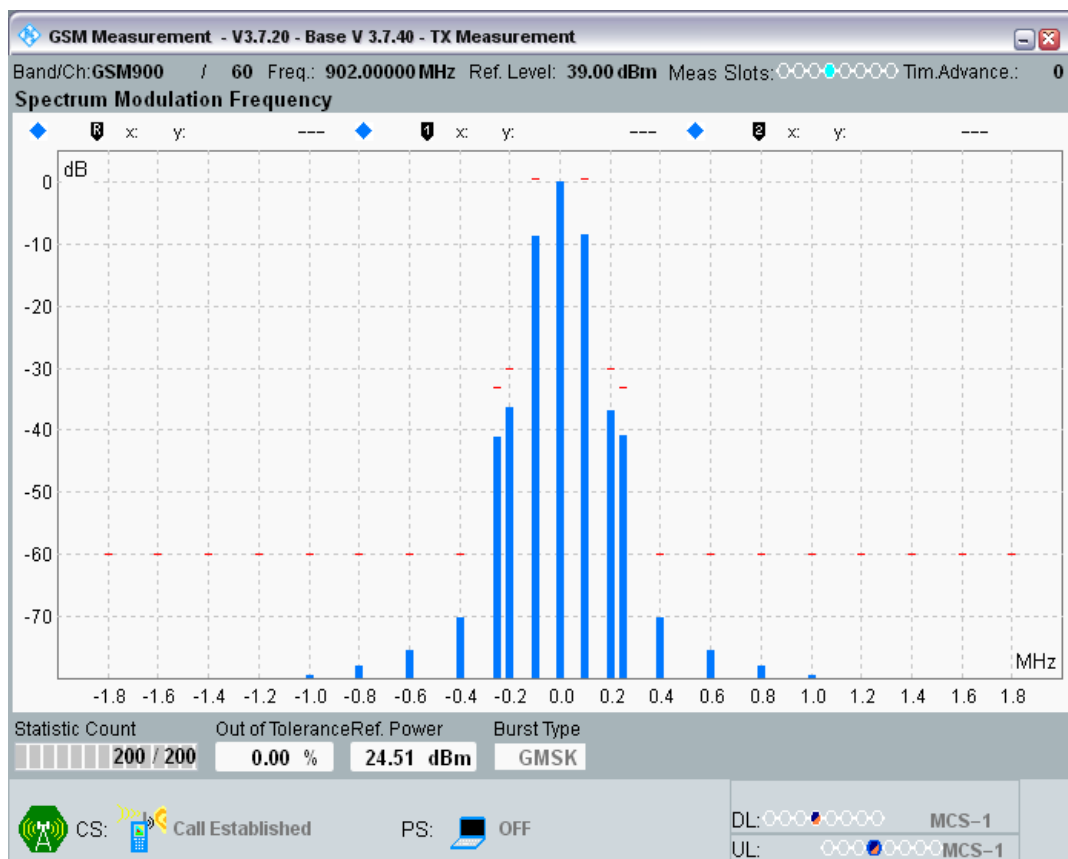 GSM Measurement - V3.7.20 - Base V 3.7.40 - TX Measurement
Band/Ch:GSM900 / 60 Freq.: 902.00000 MHz Ref. Level: 39.00 dBm Meas Slots: Tim.Advance.: 0
Spectrum Modulation Frequency
R x: y: --- 1 x: y: --- 2 x: y: ---
dB
0
-10
-20
-30
-40
-50
-60
-70
MHz
-1.8 -1.6 -1.4 -1.2 -1.0 -0.8 -0.6 -0.4 -0.2 0.0 0.2 0.4 0.6 0.8 1.0 1.2 1.4 1.6 1.8
Statistic Count Out of Tolerance Ref. Power Burst Type
200 / 200 0.00 % 24.51 dBm GMSK
CS: Call Established PS: OFF DL: MCS-1
UL: MCS-1